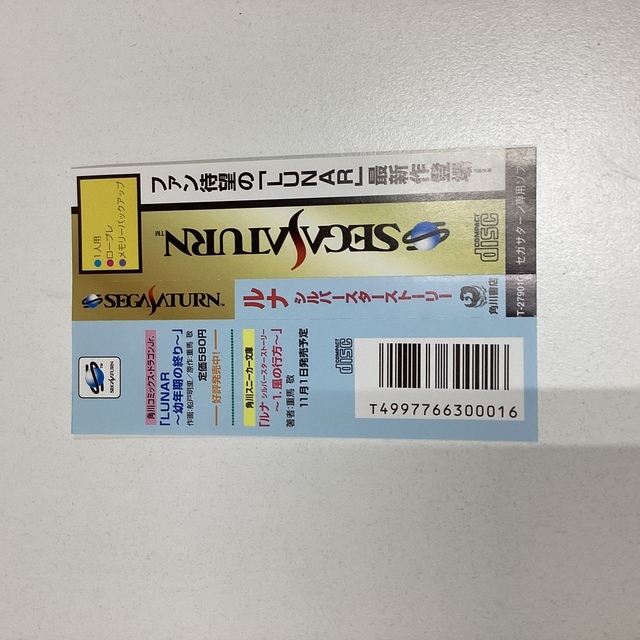 ファン待望の「LUNAR」最新作登場!
1人用
ロープレ
メモリーバックアップ
SEGA SATURN™
COMPACT disc
セガサターン専用
SEGA SATURN™
ルナ シルバースターストーリー
角川書店
T-27901G
SEGA SATURN
角川コミックス・ドラゴンJr.
「LUNAR
〜幼年期の終り〜」
作画:船戸明里/原作:重馬 敬
定価580円
好評発売中!
角川スニーカー文庫
「ルナ シルバースターストーリー
〜1.風の行方〜」
著者:重馬 敬
11月1日発売予定
COMPACT disc
T4997766300016